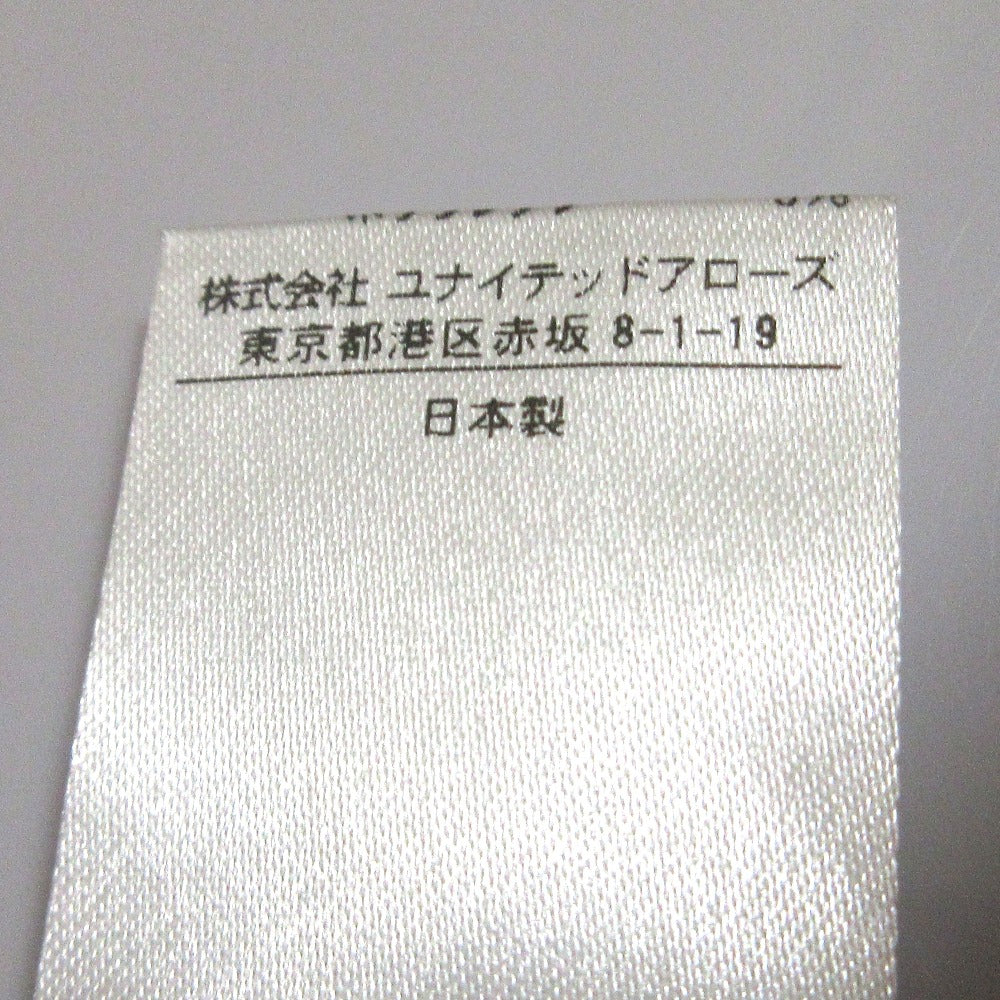 株式会社 ユナイテッドアローズ
東京都港区赤坂 8-1-19
日本製